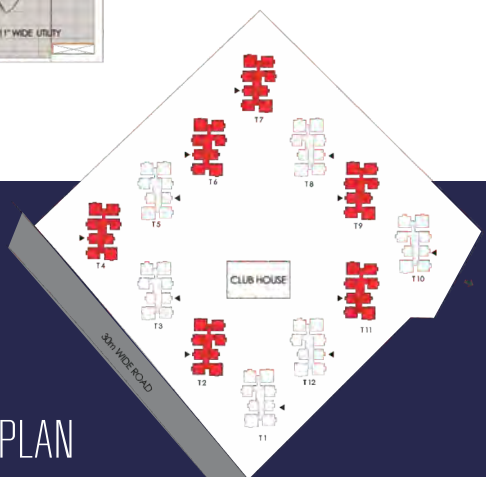 1" WIDE UTILITY
T7
T6
T8
T5
T9
T4
T10
CLUB HOUSE
T3
T11
30m WIDE ROAD
T2
T12
T1
PLAN